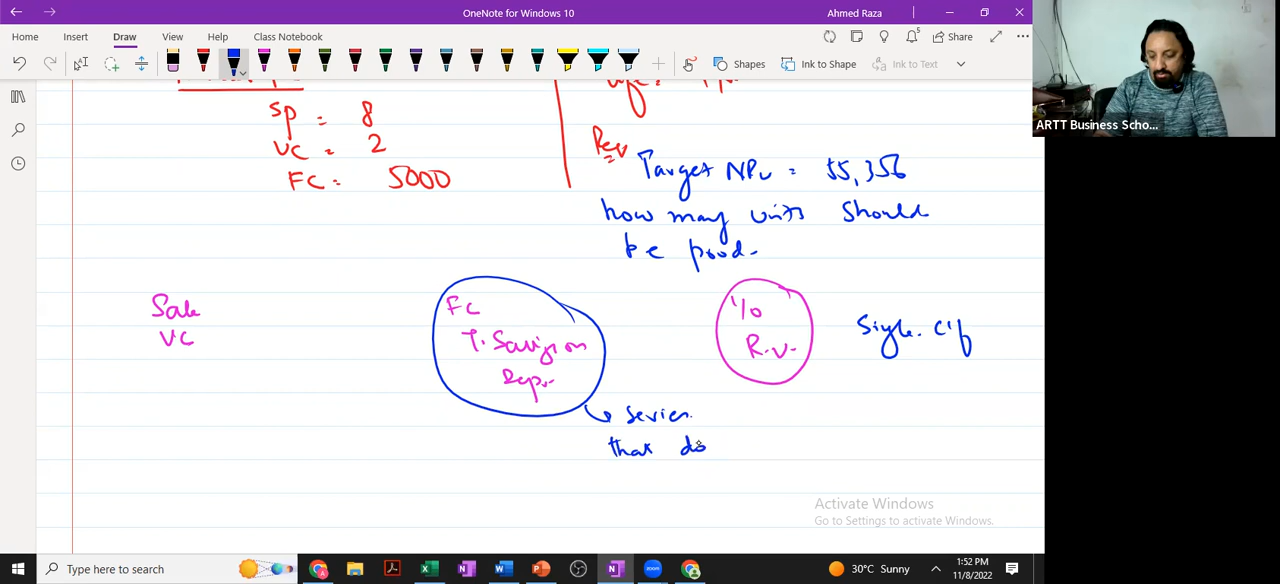 OneNote for Windows 10
Ahmed Raza
Home Insert Draw View Help Class Notebook
Share
Shapes
Ink to Shape
Ink to Text
ARTT Business Scho...
SP = 8
VC = 2
FC = 5000
Rev
Target NPV = 55,356
how many units should
be prod.
Sale
VC
FC
T. Saving on
Depr
I/O
R.V.
Single C/f
Series
that do
Activate Windows
Go to Settings to activate Windows.
Type here to search
30°C Sunny
1:52 PM
11/8/2022